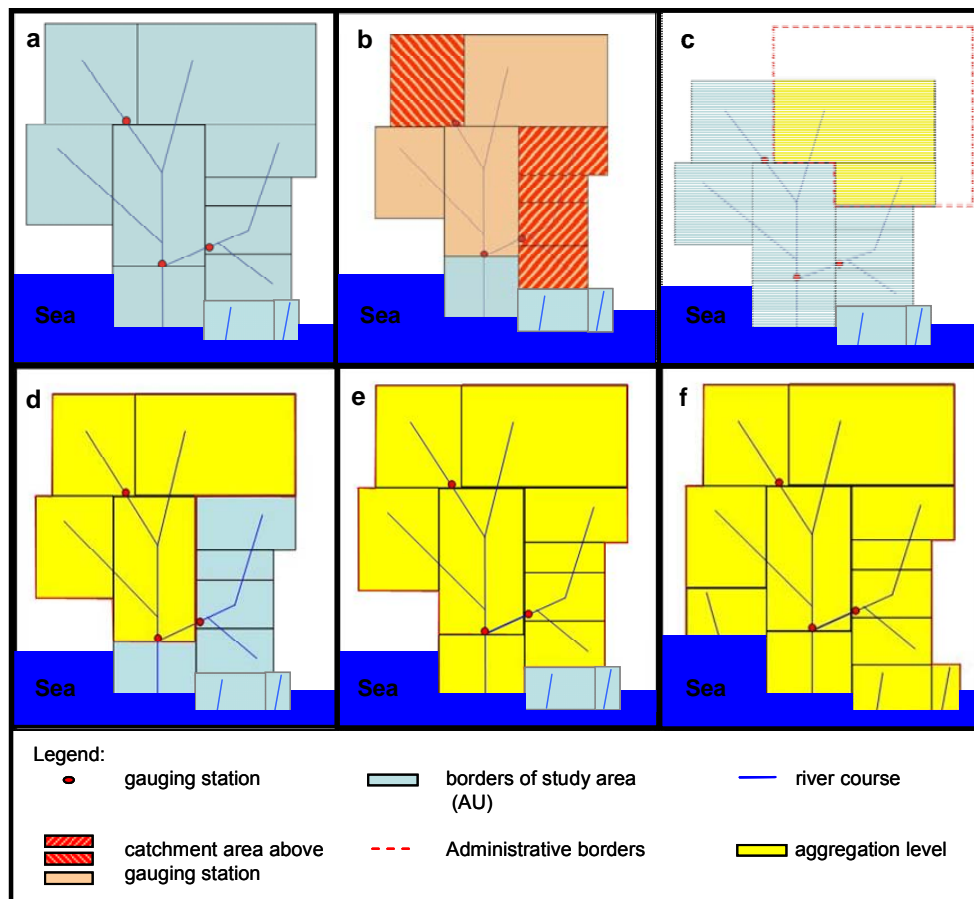 a
b
c
Sea
Sea
Sea
d
e
f
Sea
Sea
Sea
Legend:
gauging station
borders of study area
(AU)
river course
catchment area above
gauging station
Administrative borders
aggregation level